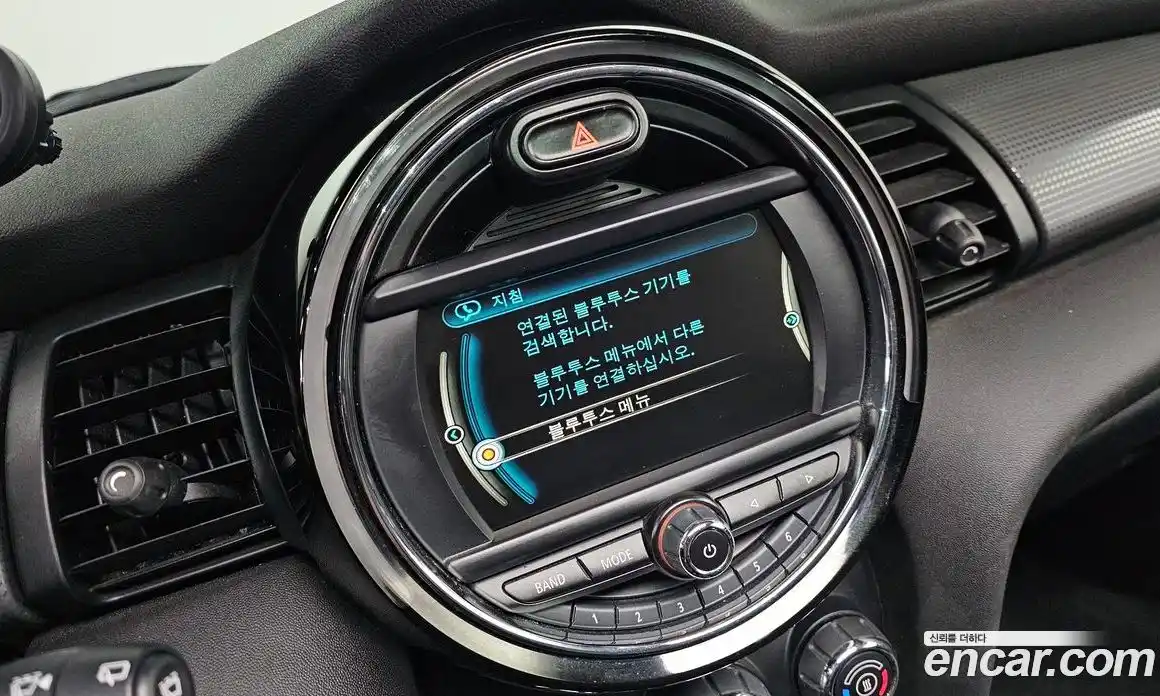 지침
연결된 블루투스 기기를
검색합니다.
블루투스 메뉴에서 다른
기기를 연결하십시오.
블루투스 메뉴
BAND
MODE
1 2 3 4 5 6
신뢰를 더하다
encar.com